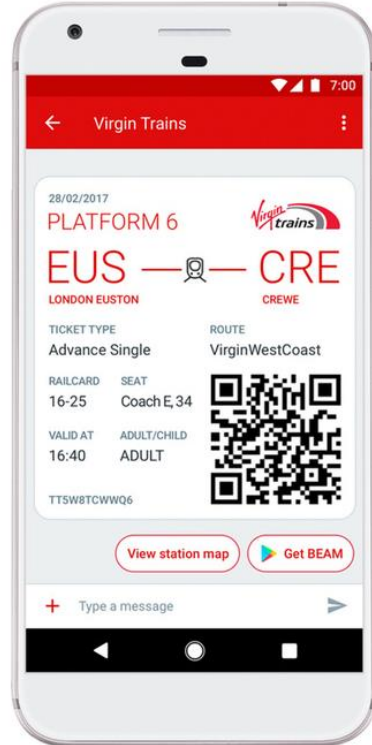 7:00
Virgin Trains
28/02/2017
PLATFORM 6
Virgin trains
EUS CRE
LONDON EUSTON CREWE
TICKET TYPE ROUTE
Advance Single VirginWestCoast
RAILCARD SEAT
16-25 Coach E, 34
VALID AT ADULT/CHILD
16:40 ADULT
TT5W8TCWWQ6
View station map Get BEAM
Type a message